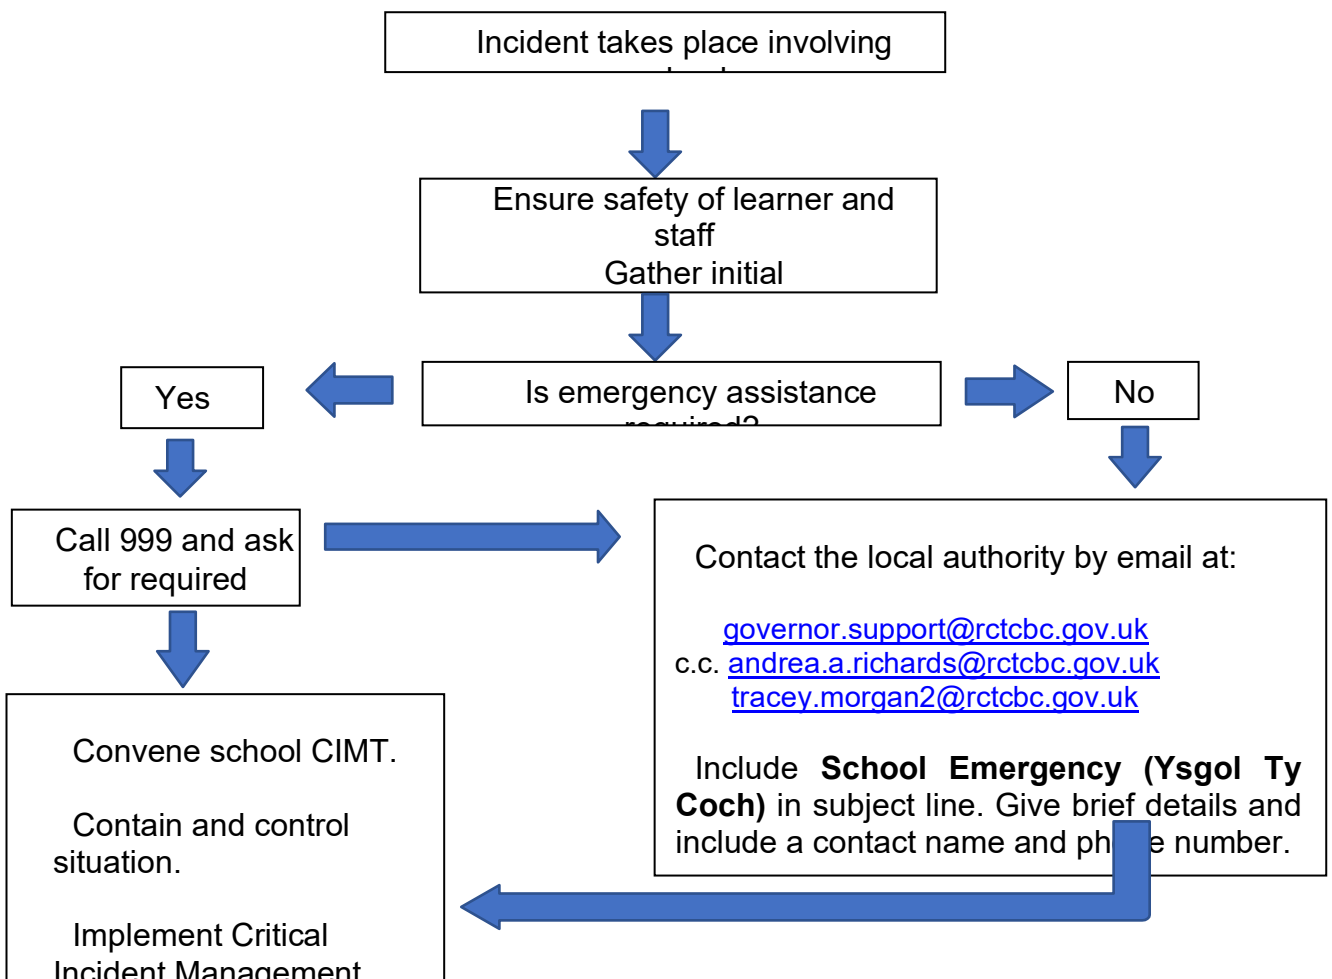 Incident takes place involving
Ensure safety of learner and
staff
Gather initial
Is emergency assistance
required?
Yes
No
Call 999 and ask
for required
Contact the local authority by email at:
governor.support@rctcbc.gov.uk
c.c. andrea.a.richards@rctcbc.gov.uk
tracey.morgan2@rctcbc.gov.uk
Include School Emergency (Ysgol Ty
Coch) in subject line. Give brief details and
include a contact name and phone number.
Convene school CIMT.
Contain and control
situation.
Implement Critical
Incident Management